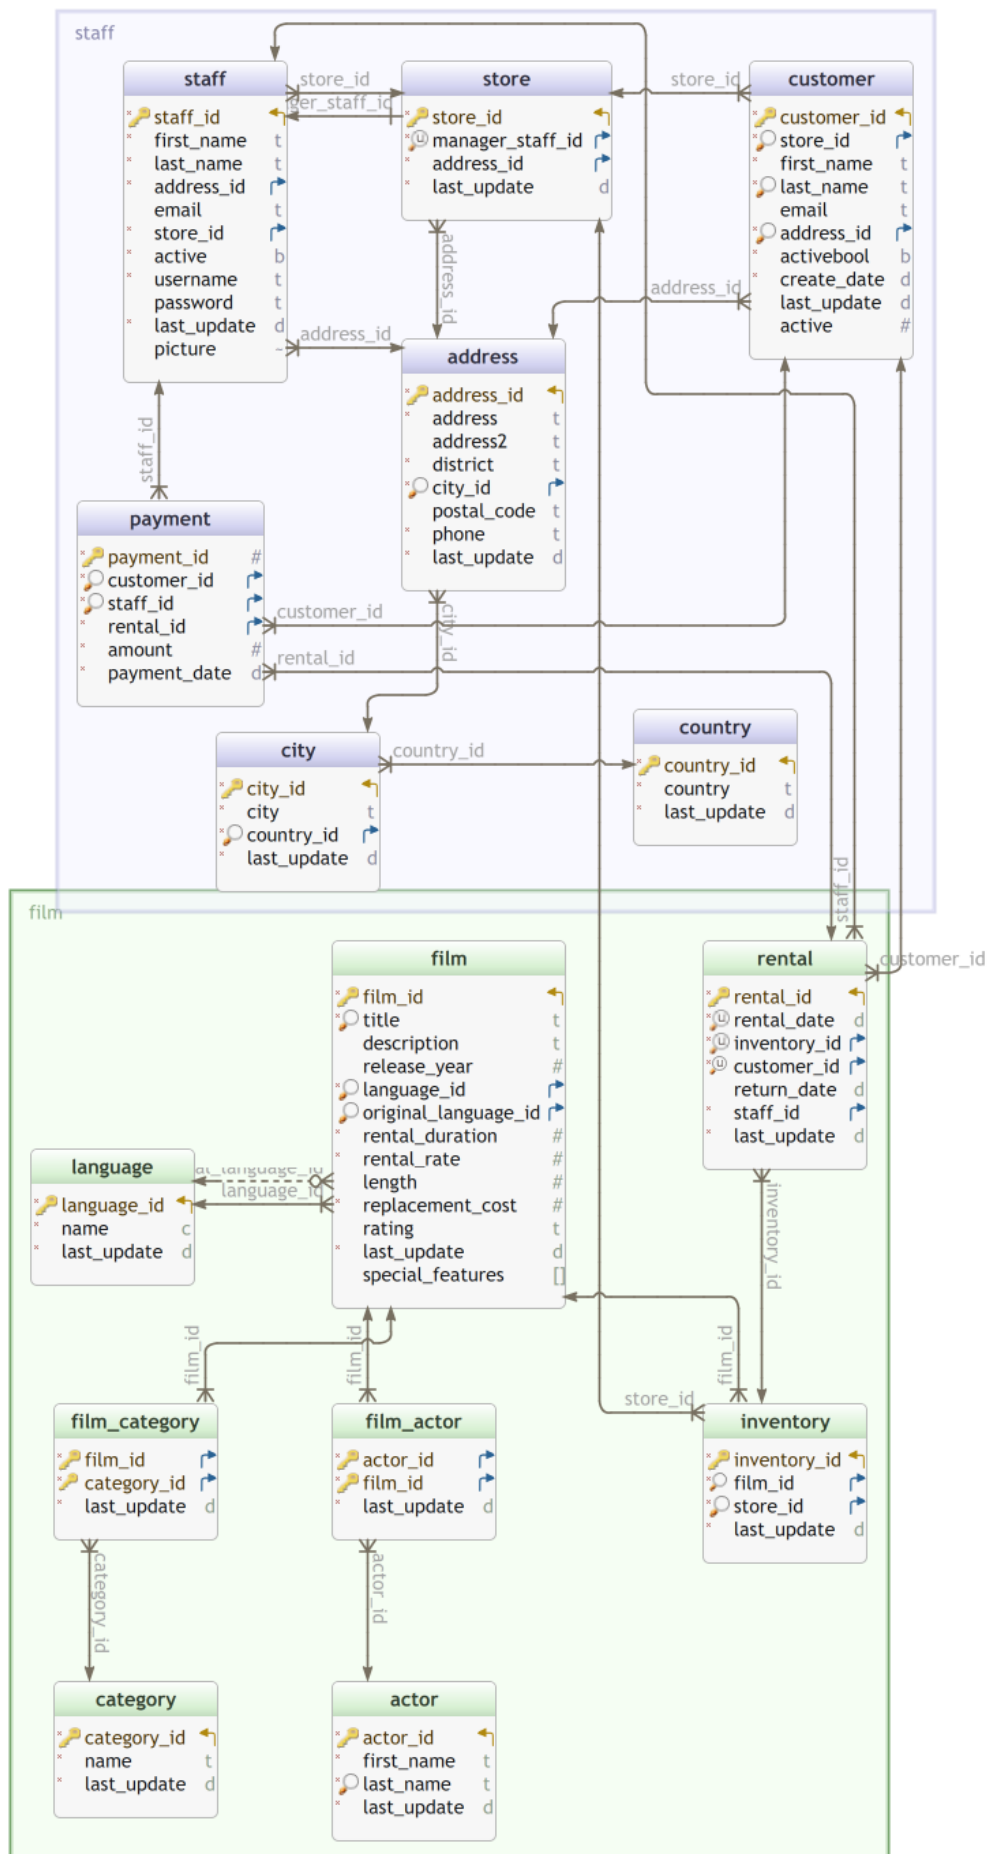 staff
staff
staff_id
first_name t
last_name t
address_id
email t
store_id
active b
username t
password t
last_update d
picture ~
store_id
ger_staff_id
store
store_id
manager_staff_id
address_id
last_update d
store_id
customer
customer_id
store_id
first_name t
last_name t
email t
address_id
activebool b
create_date d
last_update d
active #
address_id
address_id
address_id
address
address_id
address t
address2 t
district t
city_id
postal_code t
phone t
last_update d
staff_id
payment
payment_id #
customer_id
staff_id
rental_id
amount #
payment_date d
customer_id
rental_id
city_id
city
city_id
city t
country_id
last_update d
country_id
country
country_id
country t
last_update d
staff_id
customer_id
film
film
film_id
title t
description t
release_year #
language_id
original_language_id
rental_duration #
rental_rate #
length #
replacement_cost #
rating t
last_update d
special_features []
rental
rental_id
rental_date d
inventory_id
customer_id
return_date d
staff_id
last_update d
language
language_id
name c
last_update d
al_language_id
language_id
inventory_id
film_id
film_id
film_id
store_id
film_category
film_id
category_id
last_update d
film_actor
actor_id
film_id
last_update d
inventory
inventory_id
film_id
store_id
last_update d
category_id
actor_id
category
category_id
name t
last_update d
actor
actor_id
first_name t
last_name t
last_update d